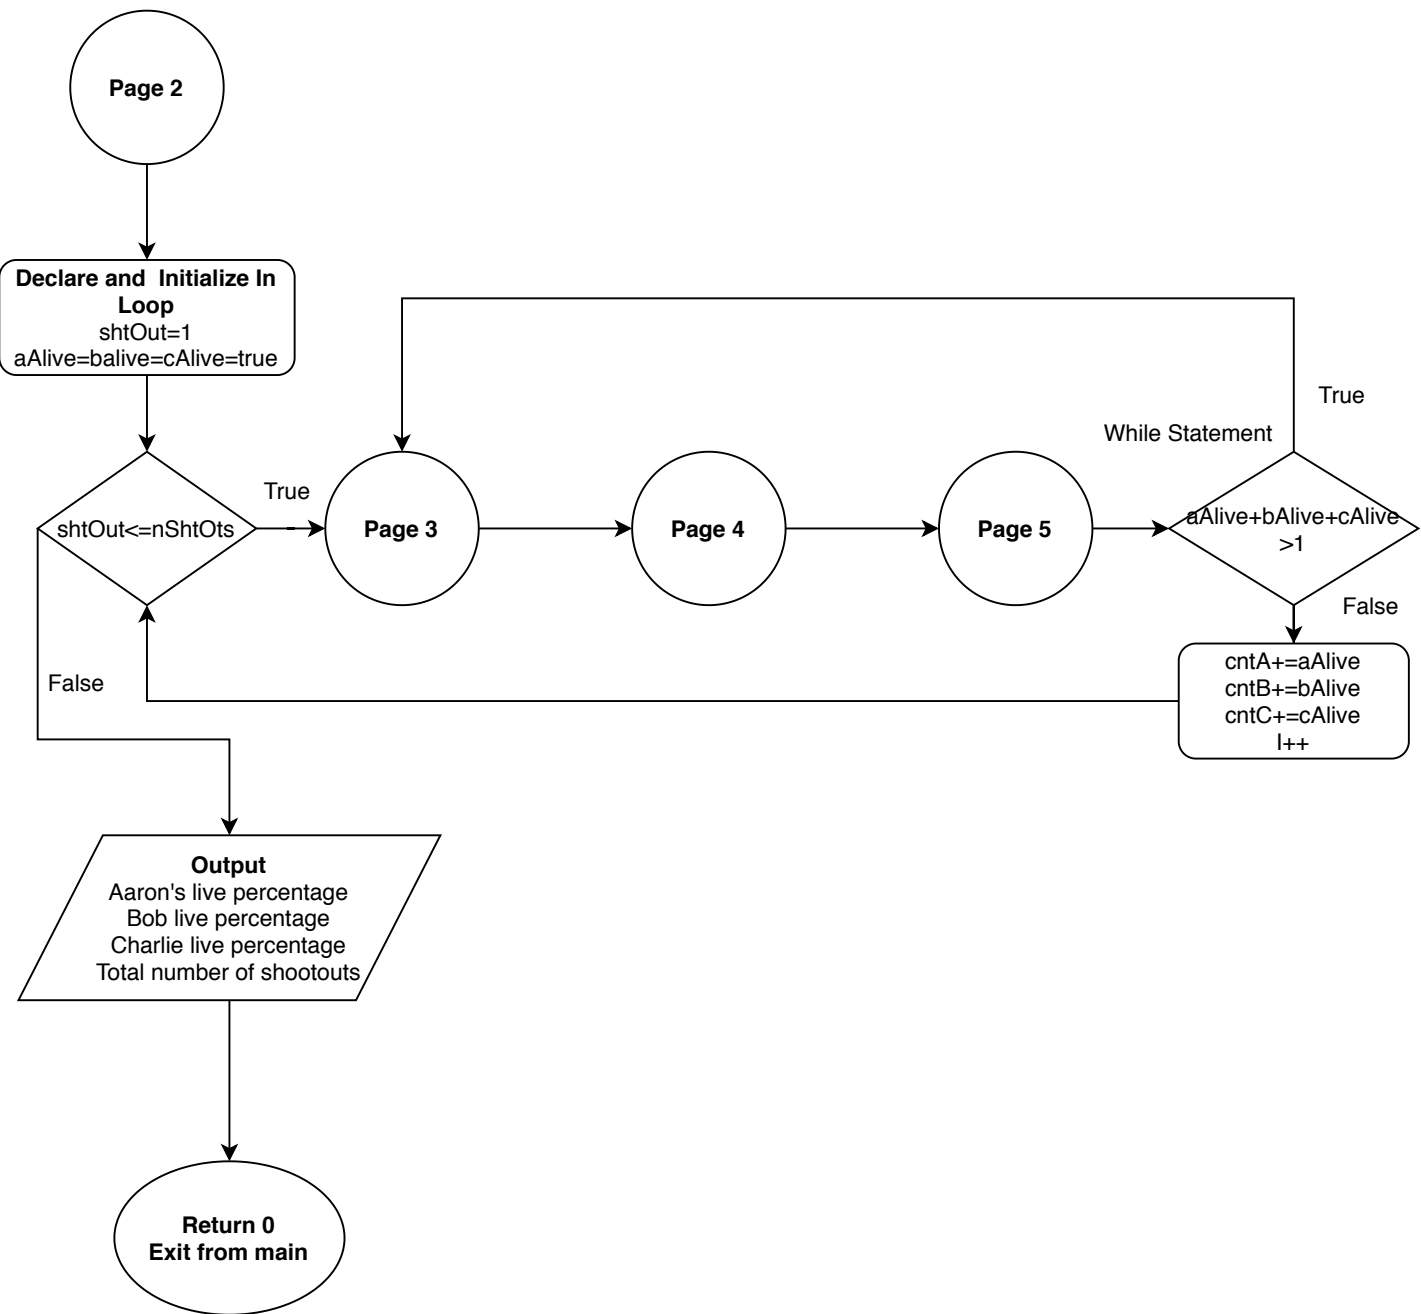 Page 2
Declare and  Initialize In
Loop
shtOut=1
aAlive=balive=cAlive=true
True
While Statement
shtOut<=nShtOts
True
Page 3
Page 4
Page 5
aAlive+bAlive+cAlive
>1
False
False
cntA+=aAlive
cntB+=bAlive
cntC+=cAlive
I++
Output
Aaron's live percentage
Bob live percentage
Charlie live percentage
Total number of shootouts
Return 0
Exit from main